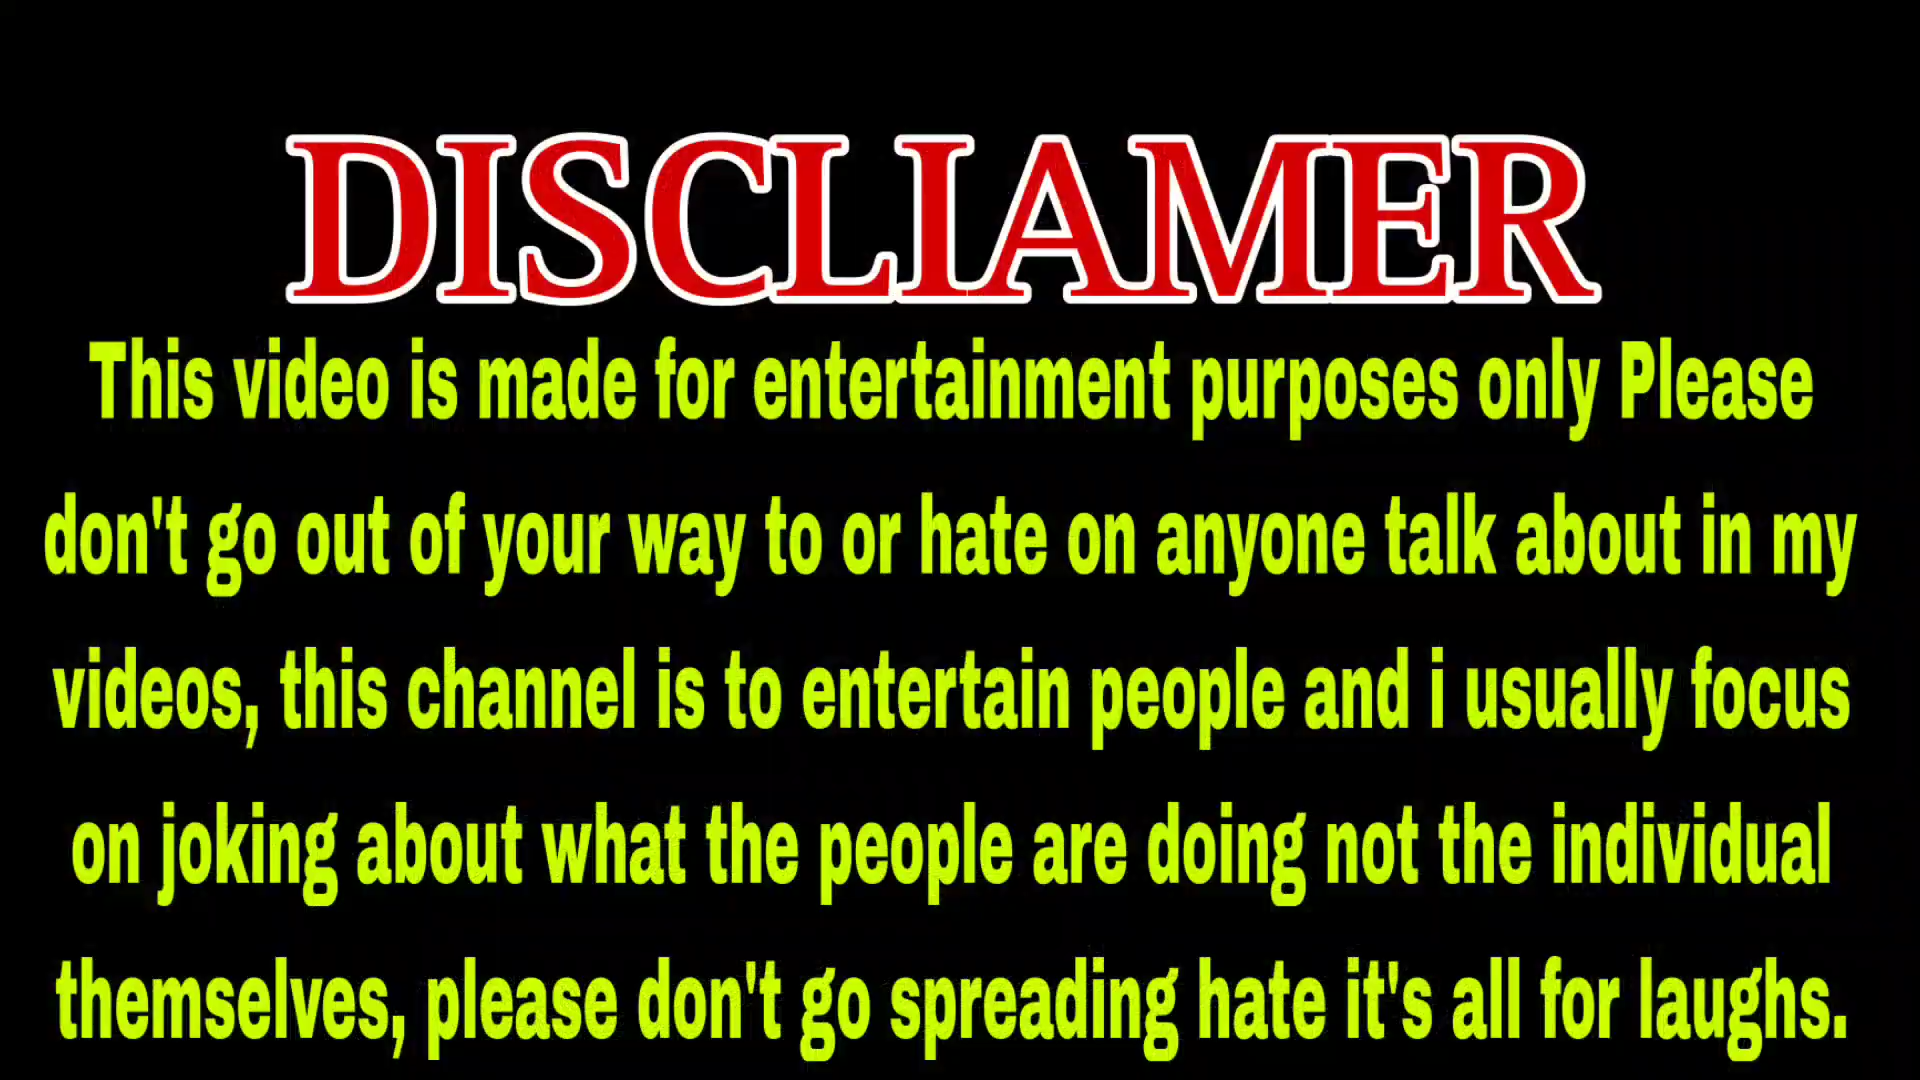 DISCLIAMER
This video is made for entertainment purposes only Please
don't go out of your way to or hate on anyone talk about in my
videos, this channel is to entertain people and i usually focus
on joking about what the people are doing not the individual
themselves, please don't go spreading hate it's all for laughs.